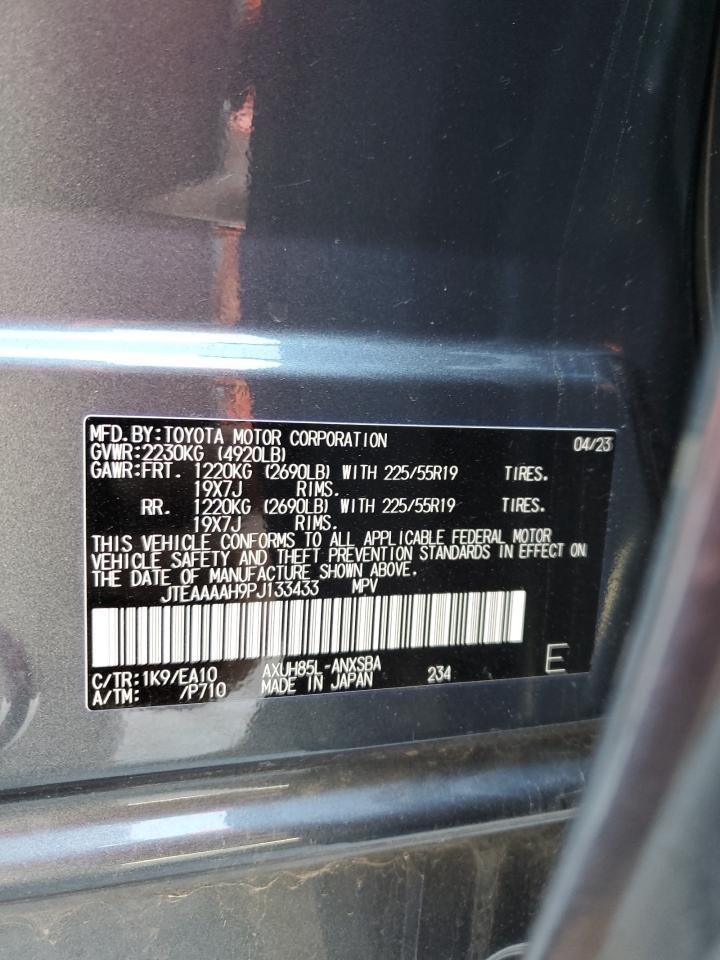 MFD.BY:TOYOTA MOTOR CORPORATION 04/23
GVWR:2230KG (4920LB)
GAWR:FRT. 1220KG (2690LB) WITH 225/55R19 TIRES.
19X7J RIMS.
RR. 1220KG (2690LB) WITH 225/55R19 TIRES.
19X7J RIMS.
THIS VEHICLE CONFORMS TO ALL APPLICABLE FEDERAL MOTOR
VEHICLE SAFETY AND THEFT PREVENTION STANDARDS IN EFFECT ON
THE DATE OF MANUFACTURE SHOWN ABOVE.
JTEAAAAH9PJ133433 MPV
C/TR:1K9/EA10 AXUH85L-ANXSBA 234 E
A/TM: /P710 MADE IN JAPAN